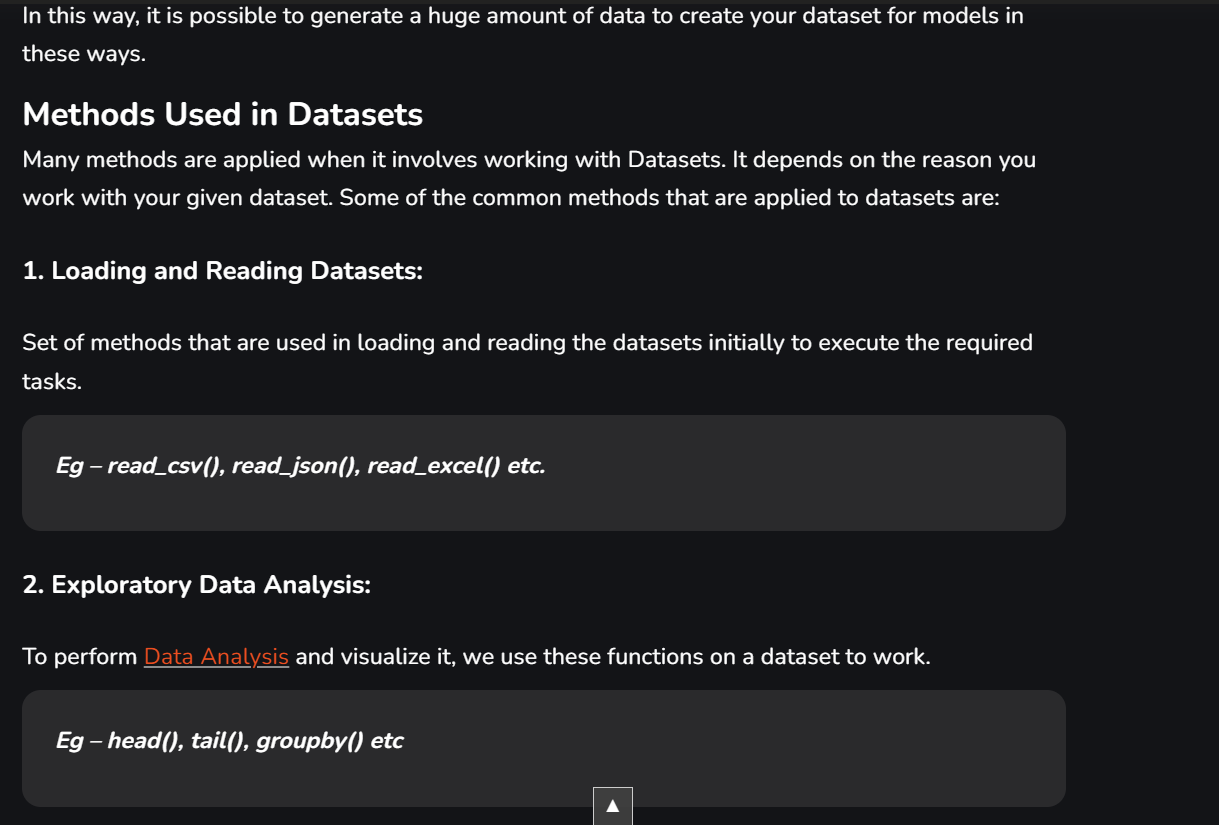 In this way, it is possible to generate a huge amount of data to create your dataset for models in
these ways.
Methods Used in Datasets
Many methods are applied when it involves working with Datasets. It depends on the reason you
work with your given dataset. Some of the common methods that are applied to datasets are:
1. Loading and Reading Datasets:
Set of methods that are used in loading and reading the datasets initially to execute the required
tasks.
Eg – read_csv(), read_json(), read_excel() etc.
2. Exploratory Data Analysis:
To perform Data Analysis and visualize it, we use these functions on a dataset to work.
Eg – head(), tail(), groupby() etc